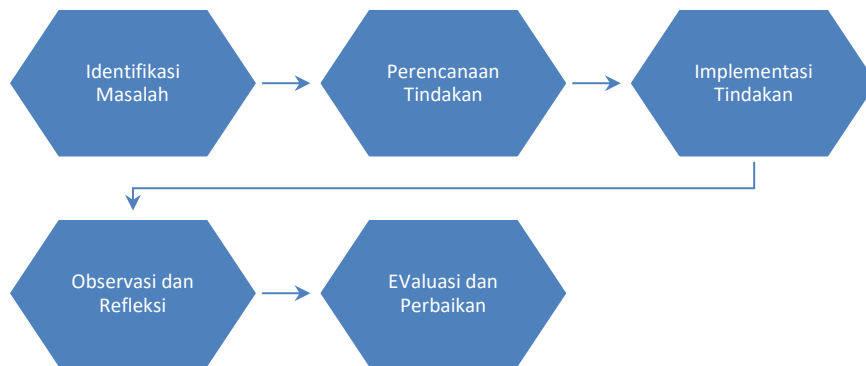 Identifikasi
Masalah
Perencanaan
Tindakan
Implementasi
Tindakan
Observasi dan
Refleksi
EValuasi dan
Perbaikan